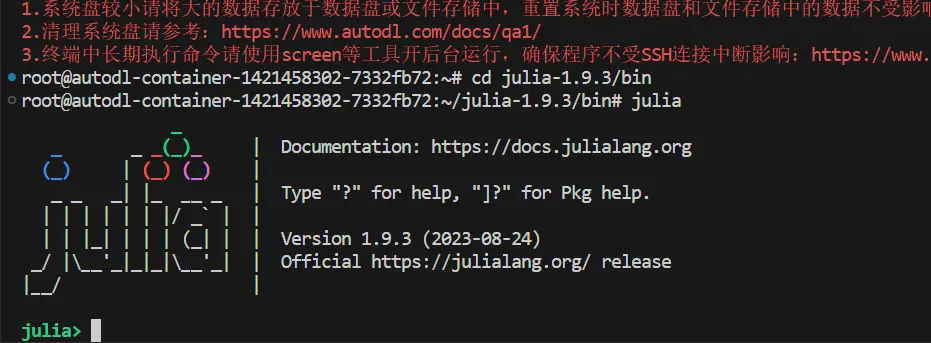 1.系统盘较小请将大的数据存放于数据盘或文件存储中，重置系统时数据盘和文件存储中的数据不受影响
2.清理系统盘请参考：https://www.autodl.com/docs/qa1/
3.终端中长期执行命令请使用screen等工具开后台运行，确保程序不受SSH连接中断影响：https://www.
root@autodl-container-1421458302-7332fb72:~# cd julia-1.9.3/bin
root@autodl-container-1421458302-7332fb72:~/julia-1.9.3/bin# julia
Documentation: https://docs.julialang.org
Type "?" for help, "]?" for Pkg help.
Version 1.9.3 (2023-08-24)
Official https://julialang.org/ release
julia>